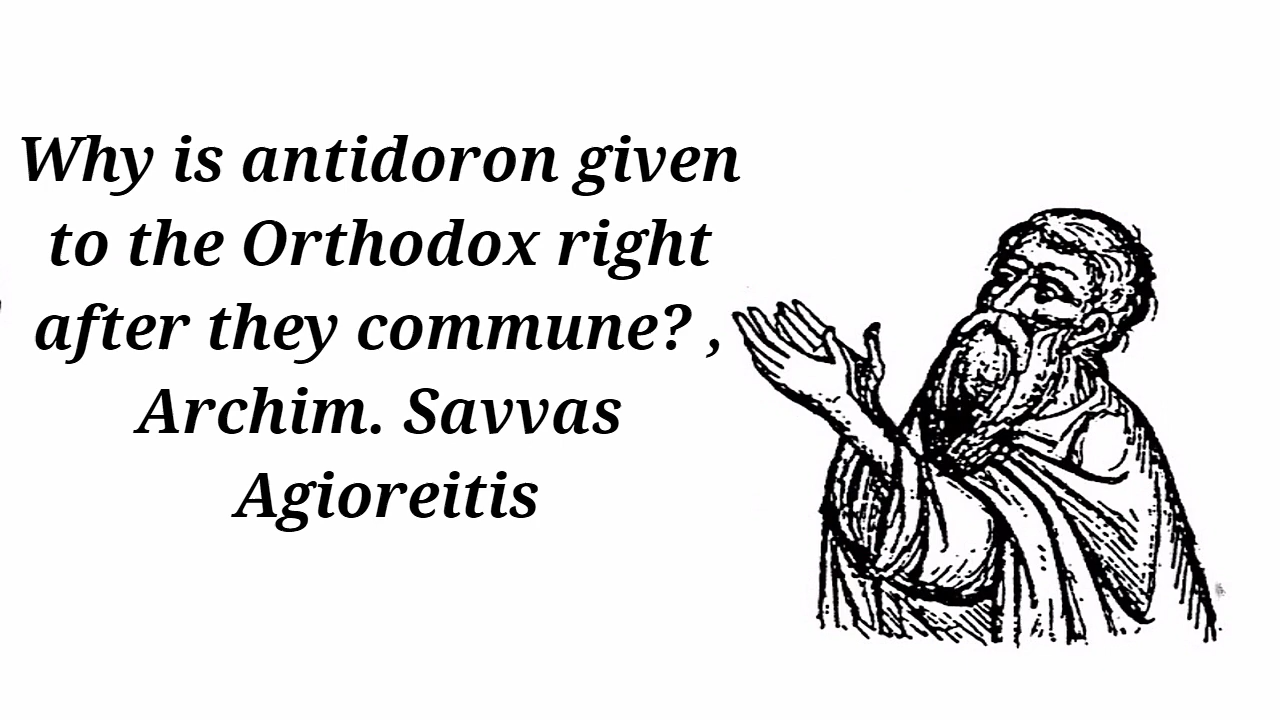 Why is antidoron given
to the Orthodox right
after they commune? ,
Archim. Savvas
Agioreitis